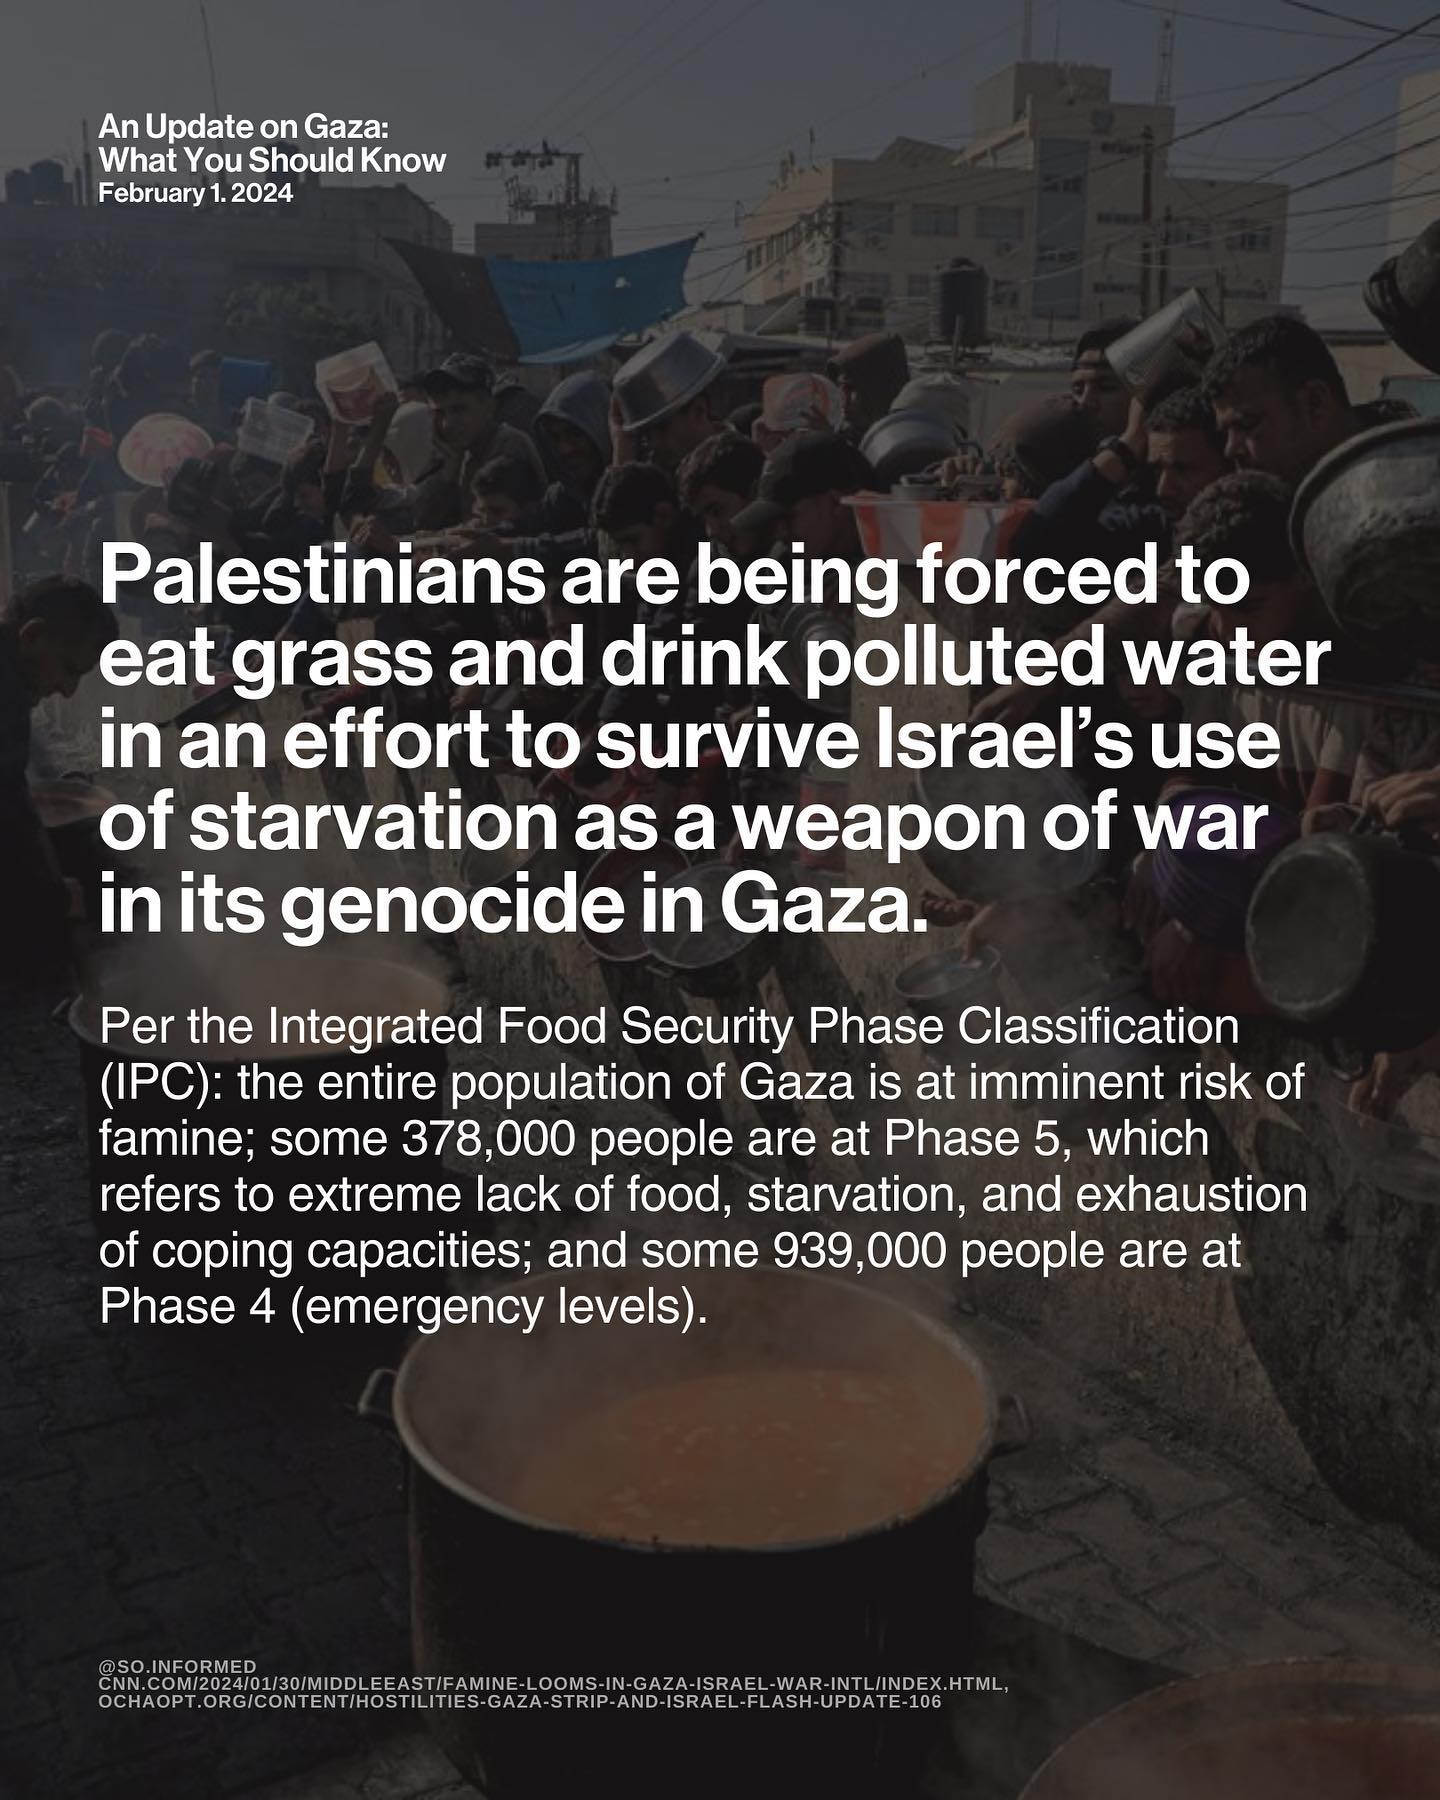 An Update on Gaza:
What You Should Know
February 1. 2024
Palestinians are being forced to
eat grass and drink polluted water
in an effort to survive Israel’s use
of starvation as a weapon of war
in its genocide in Gaza.
Per the Integrated Food Security Phase Classification
(IPC): the entire population of Gaza is at imminent risk of
famine; some 378,000 people are at Phase 5, which
refers to extreme lack of food, starvation, and exhaustion
of coping capacities; and some 939,000 people are at
Phase 4 (emergency levels).
@SO.INFORMED
CNN.COM/2024/01/30/MIDDLEEAST/FAMINE-LOOMS-IN-GAZA-ISRAEL-WAR-INTL/INDEX.HTML,
OCHAOPT.ORG/CONTENT/HOSTILITIES-GAZA-STRIP-AND-ISRAEL-FLASH-UPDATE-106